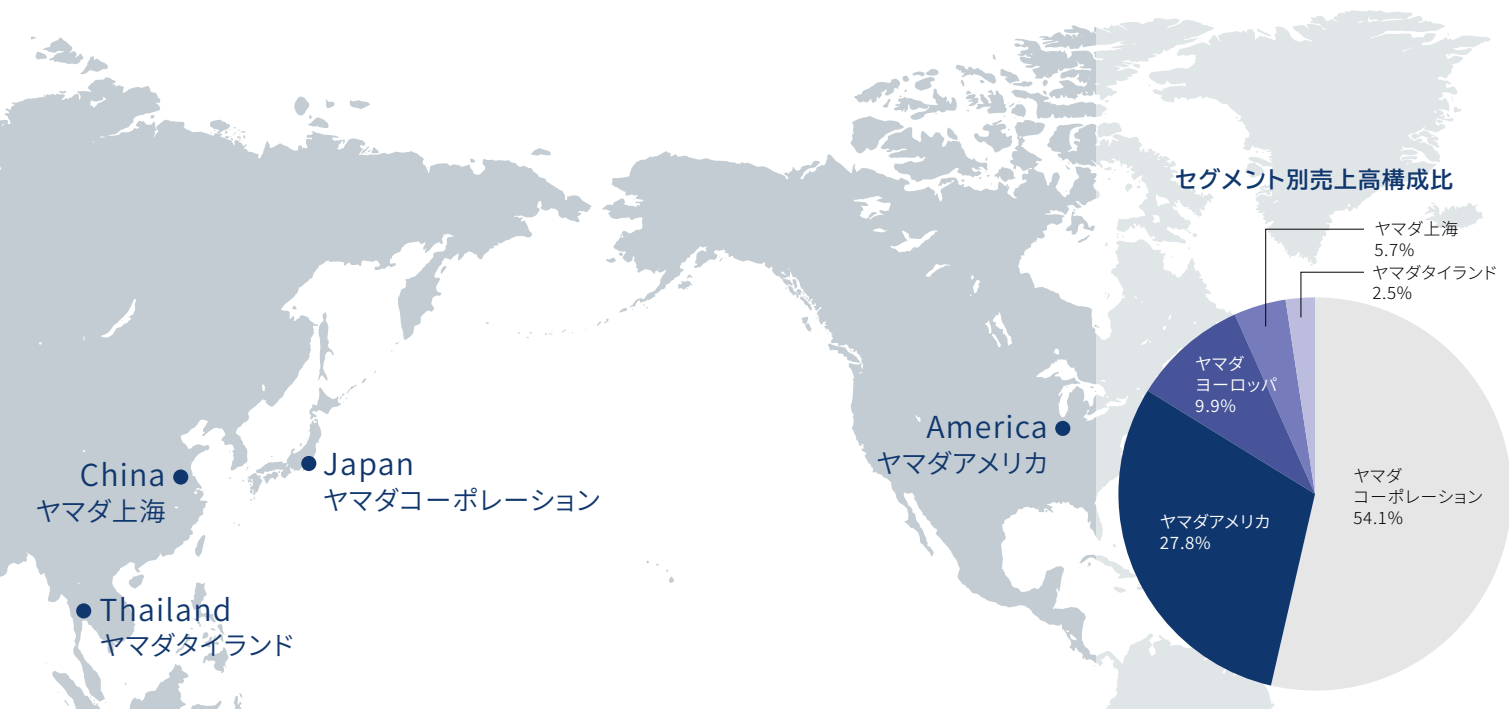 セグメント別売上高構成比
ヤマダ上海
5.7%
ヤマダタイランド
2.5%
ヤマダ
ヨーロッパ
9.9%
ヤマダアメリカ
27.8%
ヤマダ
コーポレーション
54.1%
America
ヤマダアメリカ
Japan
ヤマダコーポレーション
China
ヤマダ上海
Thailand
ヤマダタイランド